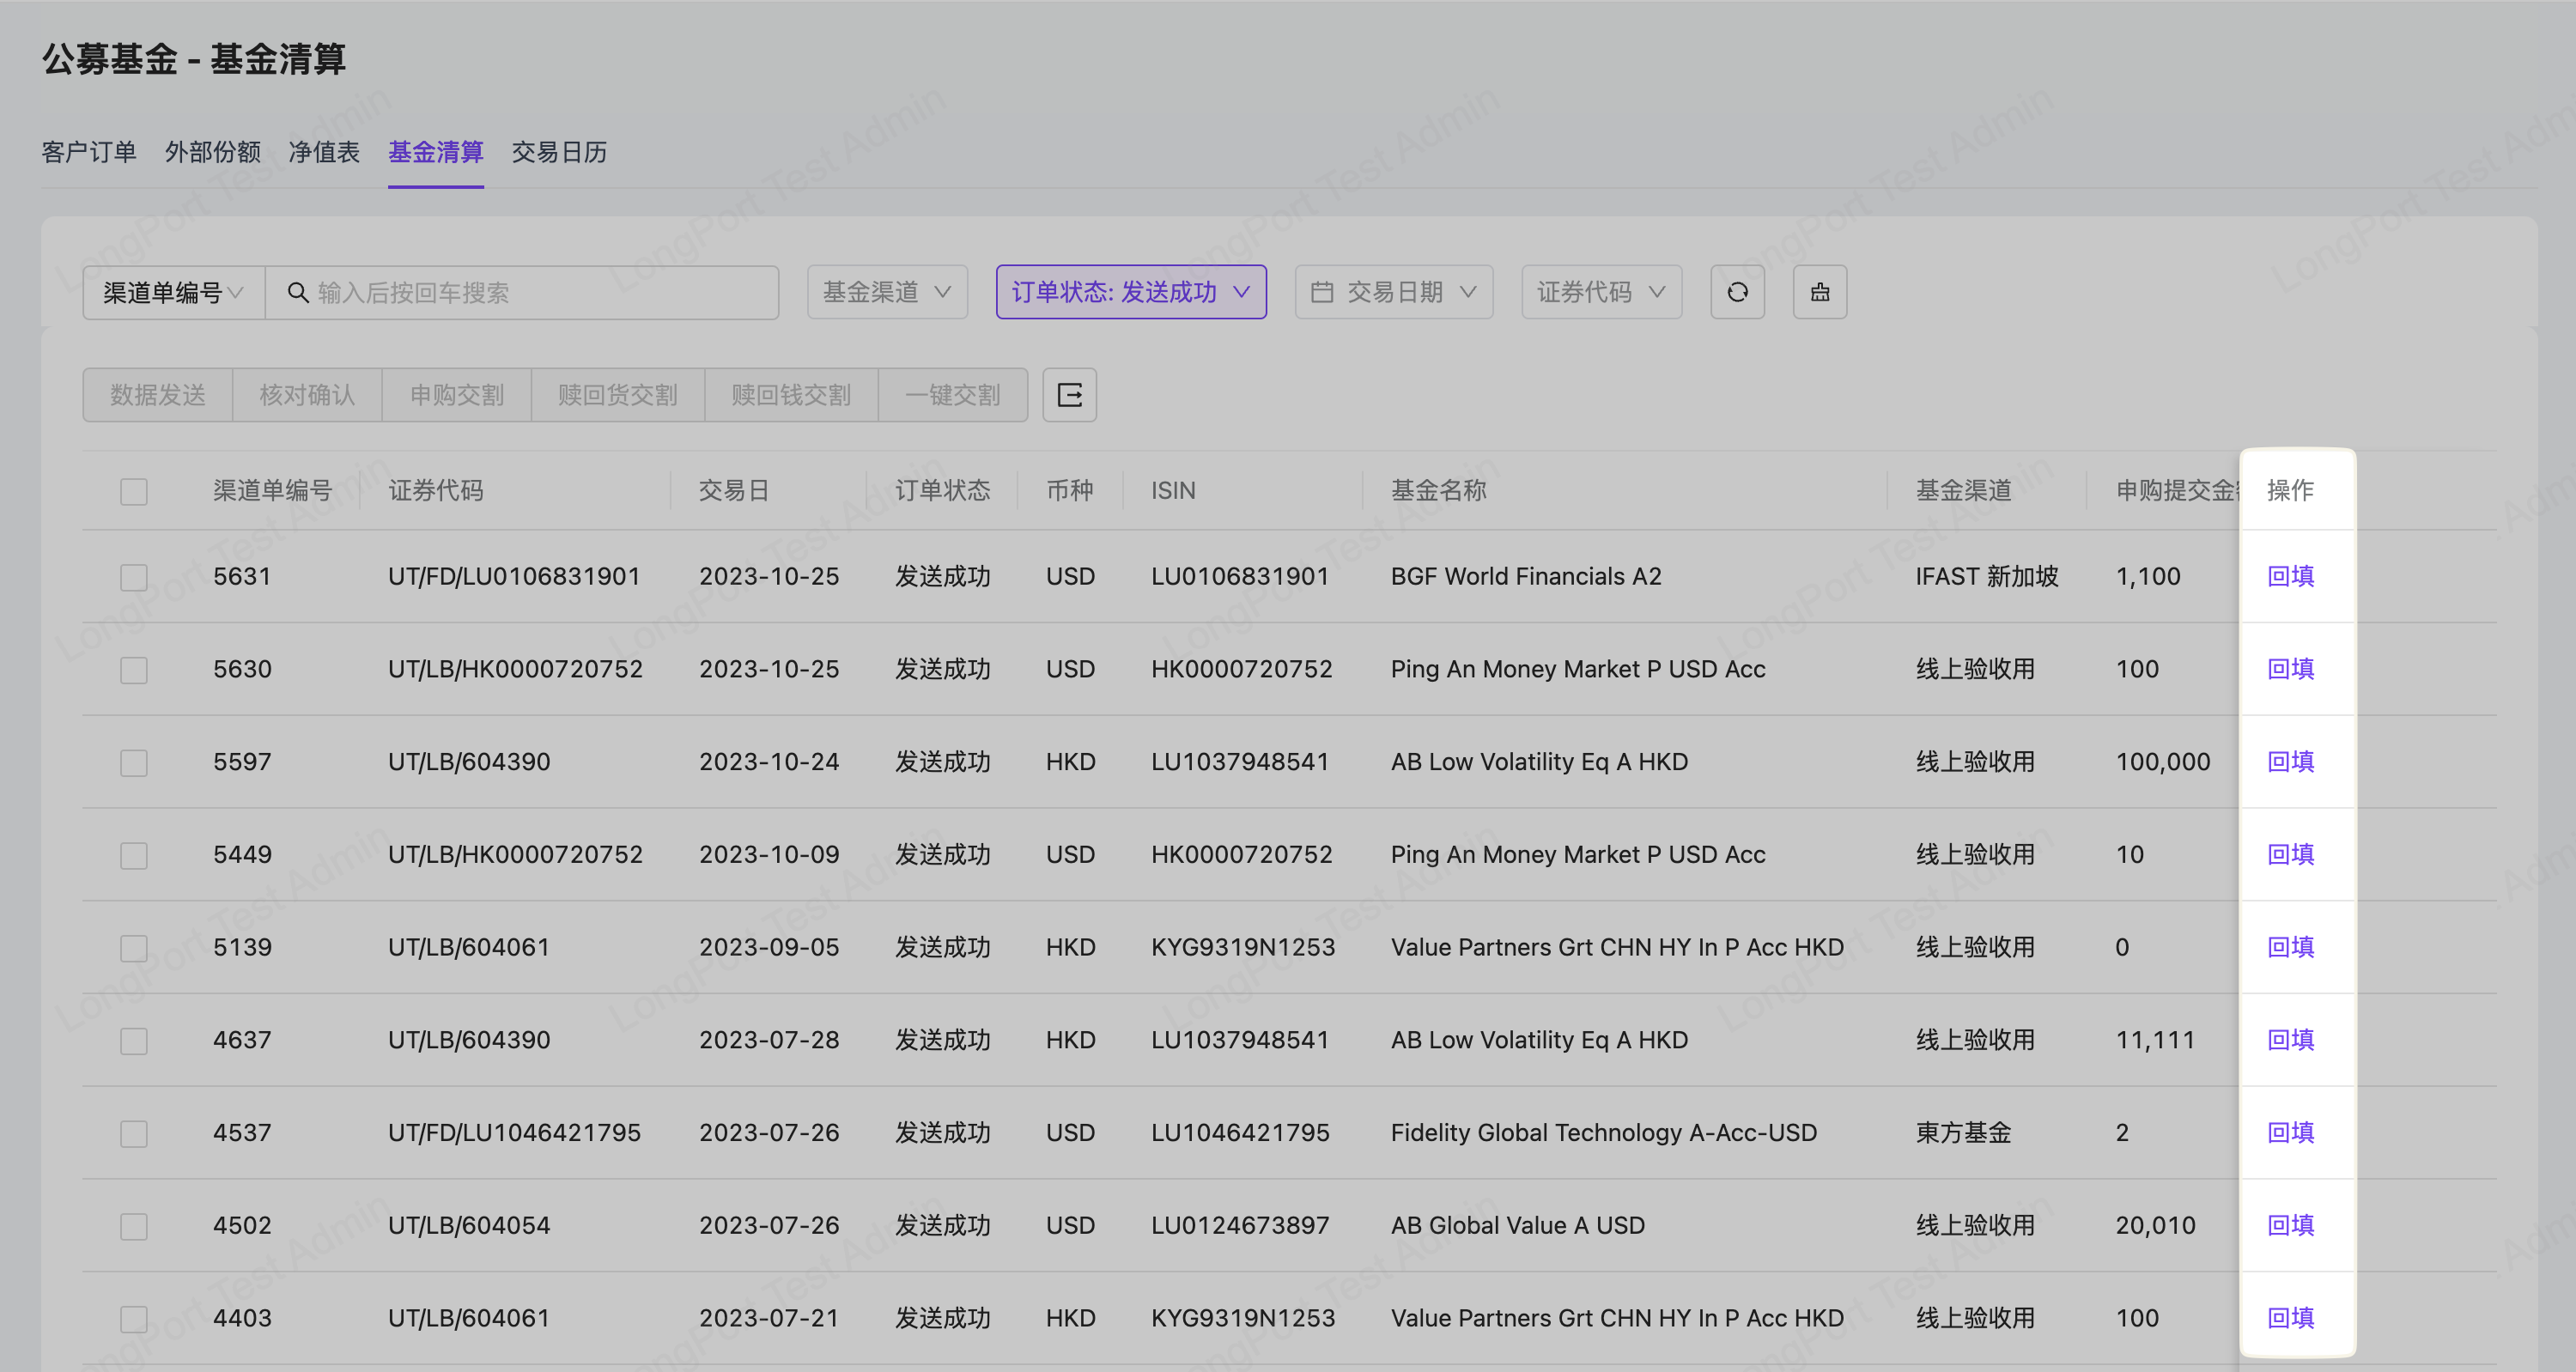 公募基金 - 基金清算
客户订单 外部份额 净值表 基金清算 交易日历
渠道单编号 输入后按回车搜索 基金渠道 订单状态: 发送成功 交易日期 证券代码
数据发送 核对确认 申购交割 赎回货交割 赎回钱交割 一键交割
渠道单编号 证券代码 交易日 订单状态 币种 ISIN 基金名称 基金渠道 申购提交金 操作
5631 UT/FD/LU0106831901 2023-10-25 发送成功 USD LU0106831901 BGF World Financials A2 IFAST 新加坡 1,100 回填
5630 UT/LB/HK0000720752 2023-10-25 发送成功 USD HK0000720752 Ping An Money Market P USD Acc 线上验收用 100 回填
5597 UT/LB/604390 2023-10-24 发送成功 HKD LU1037948541 AB Low Volatility Eq A HKD 线上验收用 100,000 回填
5449 UT/LB/HK0000720752 2023-10-09 发送成功 USD HK0000720752 Ping An Money Market P USD Acc 线上验收用 10 回填
5139 UT/LB/604061 2023-09-05 发送成功 HKD KYG9319N1253 Value Partners Grt CHN HY In P Acc HKD 线上验收用 0 回填
4637 UT/LB/604390 2023-07-28 发送成功 HKD LU1037948541 AB Low Volatility Eq A HKD 线上验收用 11,111 回填
4537 UT/FD/LU1046421795 2023-07-26 发送成功 USD LU1046421795 Fidelity Global Technology A-Acc-USD 東方基金 2 回填
4502 UT/LB/604054 2023-07-26 发送成功 USD LU0124673897 AB Global Value A USD 线上验收用 20,010 回填
4403 UT/LB/604061 2023-07-21 发送成功 HKD KYG9319N1253 Value Partners Grt CHN HY In P Acc HKD 线上验收用 100 回填
LongPort Test Admin